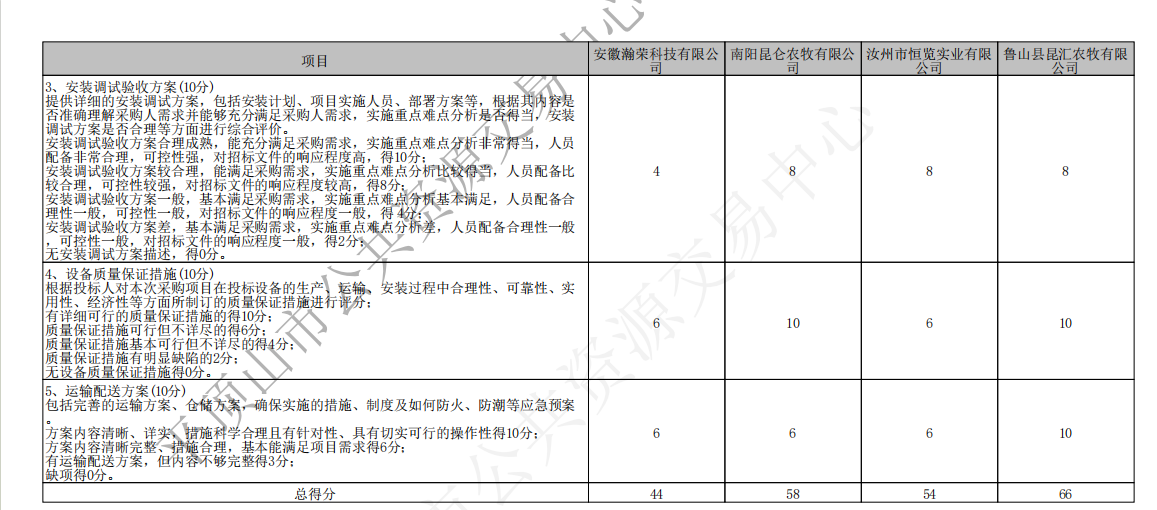 项目
安徽瀚荣科技有限公
司
南阳昆仑农牧有限公
司
汝州市恒览实业有限
公司
鲁山县昆汇农牧有限
公司
3、安装调试验收方案(10分)
提供详细的安装调试方案，包括安装计划、项目实施人员、部署方案等，根据其内容是
否准确理解采购人需求并能够充分满足采购人需求，实施重点难点分析是否得当，安装
调试方案是否合理等方面进行综合评价。
安装调试验收方案合理成熟，能充分满足采购需求，实施重点难点分析非常得当，人员
配备非常合理，可控性强，对招标文件的响应程度高，得10分；
安装调试验收方案较合理，能满足采购需求，实施重点难点分析比较得当，人员配备比
较合理，可控性较强，对招标文件的响应程度较高，得8分；
安装调试验收方案一般，基本满足采购需求，实施重点难点分析基本满足，人员配备合
理性一般，可控性一般，对招标文件的响应程度一般，得 4分；
安装调试验收方案差，基本满足采购需求，实施重点难点分析差，人员配备合理性一般
，可控性一般，对招标文件的响应程度一般，得2分；
无安装调试方案描述，得0分。
4
8
8
8
4、设备质量保证措施(10分)
根据投标人对本次采购项目在投标设备的生产、运输、安装过程中合理性、可靠性、实
用性、经济性等方面所制订的质量保证措施进行评分；
有详细可行的质量保证措施的得10分；
质量保证措施可行但不详尽的得6分；
质量保证措施基本可行但不详尽的得4分；
质量保证措施有明显缺陷的2分；
无设备质量保证措施得0分。
6
10
6
10
5、运输配送方案(10分)
包括完善的运输方案、仓储方案，确保实施的措施、制度及如何防火、防潮等应急预案
。
方案内容清晰、详实、措施科学合理且有针对性、具有切实可行的操作性得10分；
方案内容清晰完整、措施合理，基本能满足项目需求得6分；
有运输配送方案，但内容不够完整得3分；
缺项得0分。
6
6
6
10
总得分
44
58
54
66
平顶山市公共资源交易中心
市公共资源交易中心